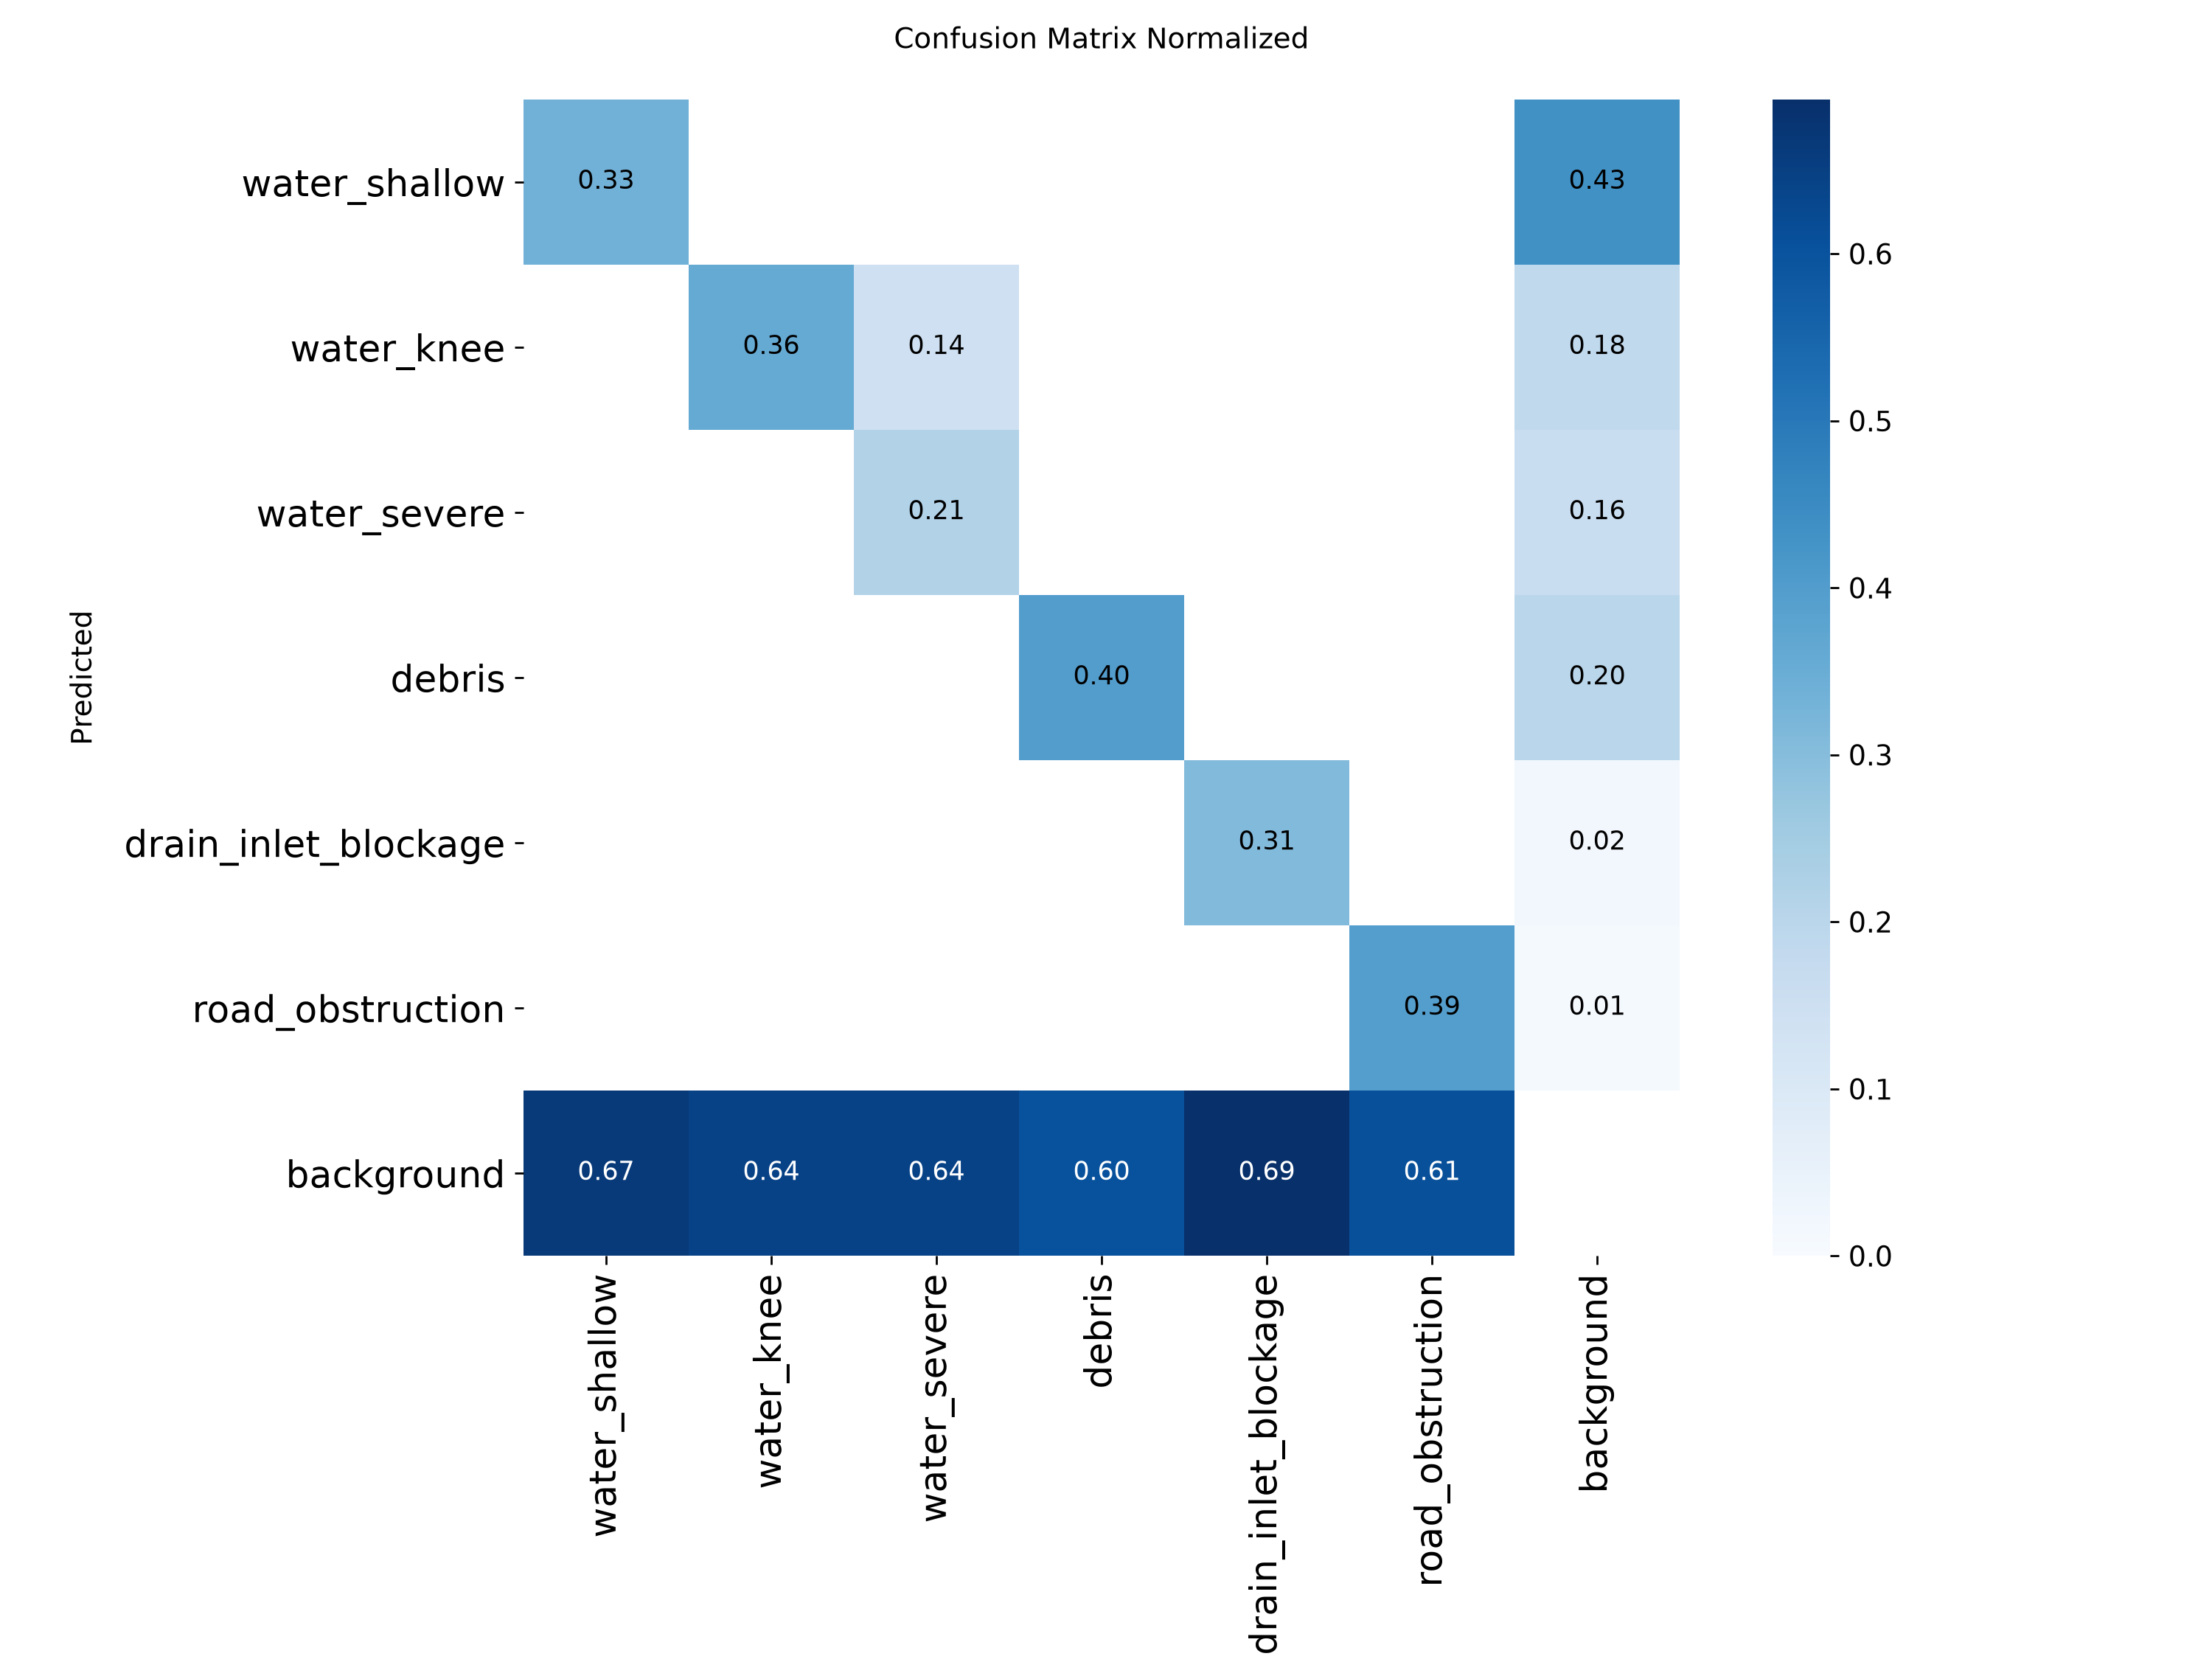 Confusion Matrix Normalized
Predicted
water_shallow
0.33
0.43
water_knee
0.36
0.14
0.18
water_severe
0.21
0.16
debris
0.40
0.20
drain_inlet_blockage
0.31
0.02
road_obstruction
0.39
0.01
background
0.67
0.64
0.64
0.60
0.69
0.61
water_shallow
water_knee
water_severe
debris
drain_inlet_blockage
road_obstruction
background
0.6
0.5
0.4
0.3
0.2
0.1
0.0